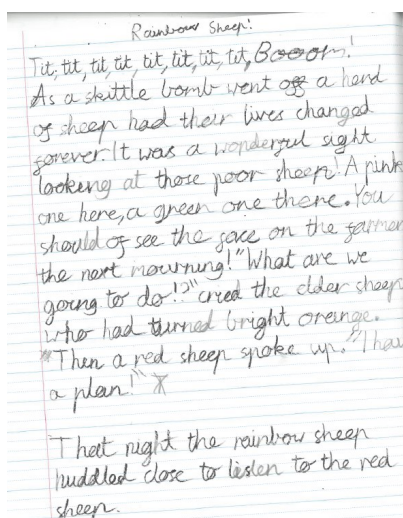 Rainbow Sheep!
Tit, tit, tit, tit, tit, tit, tit, tit, Booom!
As a skittle bomb went off a herd
of sheep had their lives changed
forever. It was a wonderful sight
looking at those poor sheep! A pink
one here, a green one there. You
should of see the face on the farmer
the next mourning! "What are we
going to do!?" cried the elder sheep
who had turned bright oreinge.
"Then a red sheep spoke up. "I hav
a plan!"
That night the rainbow sheep
huddled close to listen to the red
sheep.